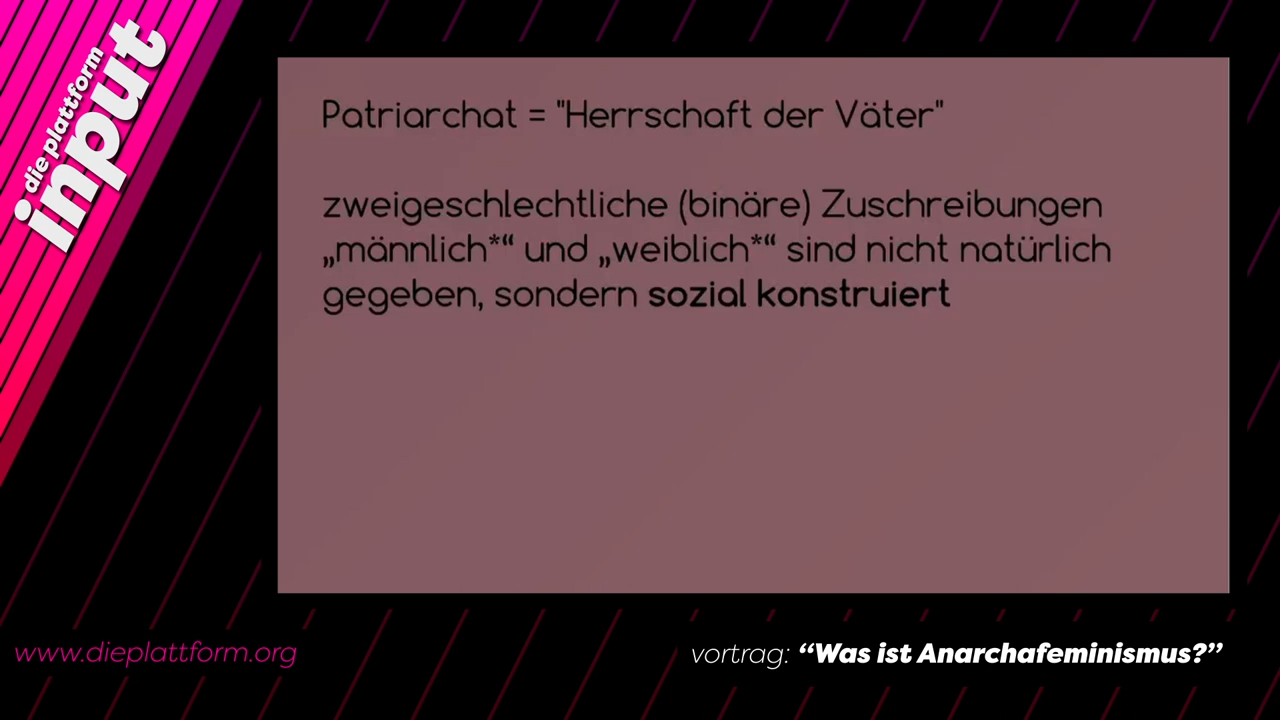 die plattform
input
Patriarchat = "Herrschaft der Väter"
zweigeschlechtliche (binäre) Zuschreibungen
„männlich*“ und „weiblich*“ sind nicht natürlich
gegeben, sondern sozial konstruiert
www.dieplattform.org
vortrag: “Was ist Anarchafeminismus?”